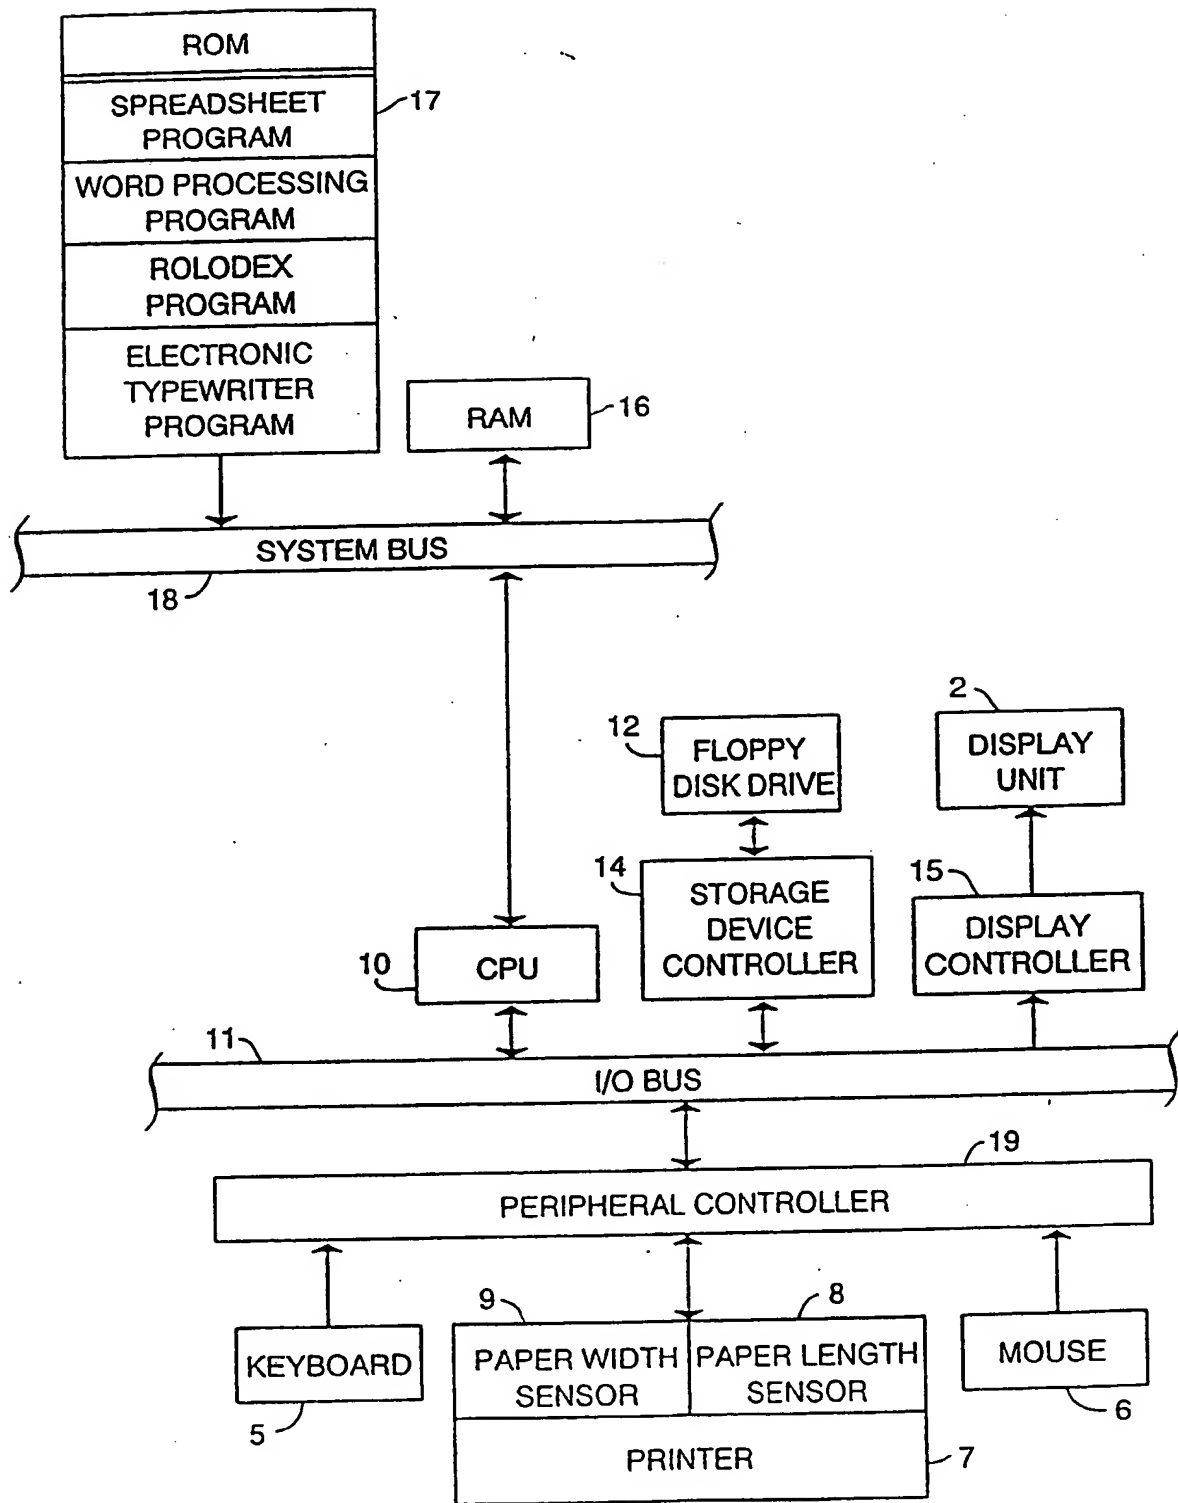 ROM
SPREADSHEET
PROGRAM
17
WORD PROCESSING
PROGRAM
ROLODEX
PROGRAM
ELECTRONIC
TYPEWRITER
PROGRAM
RAM
16
SYSTEM BUS
18
2
12
FLOPPY
DISK DRIVE
DISPLAY
UNIT
14
STORAGE
DEVICE
CONTROLLER
15
DISPLAY
CONTROLLER
10
CPU
11
I/O BUS
19
PERIPHERAL CONTROLLER
9
8
KEYBOARD
5
PAPER WIDTH
SENSOR
PAPER LENGTH
SENSOR
MOUSE
6
PRINTER
7